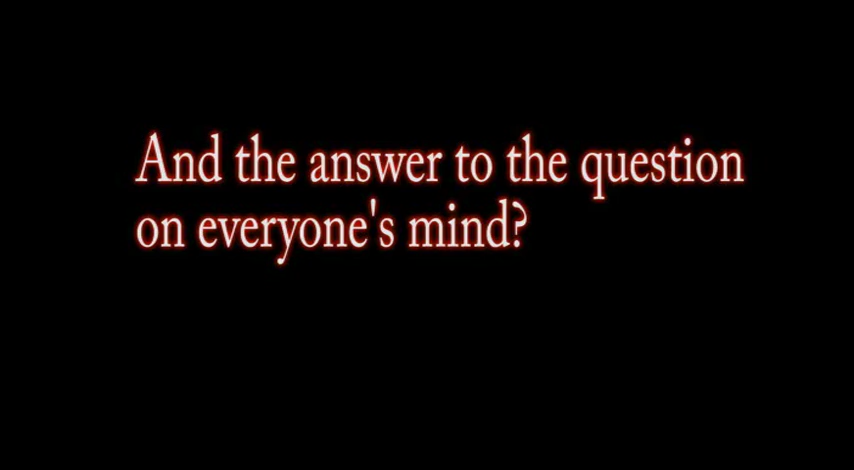 And the answer to the question
on everyone's mind?